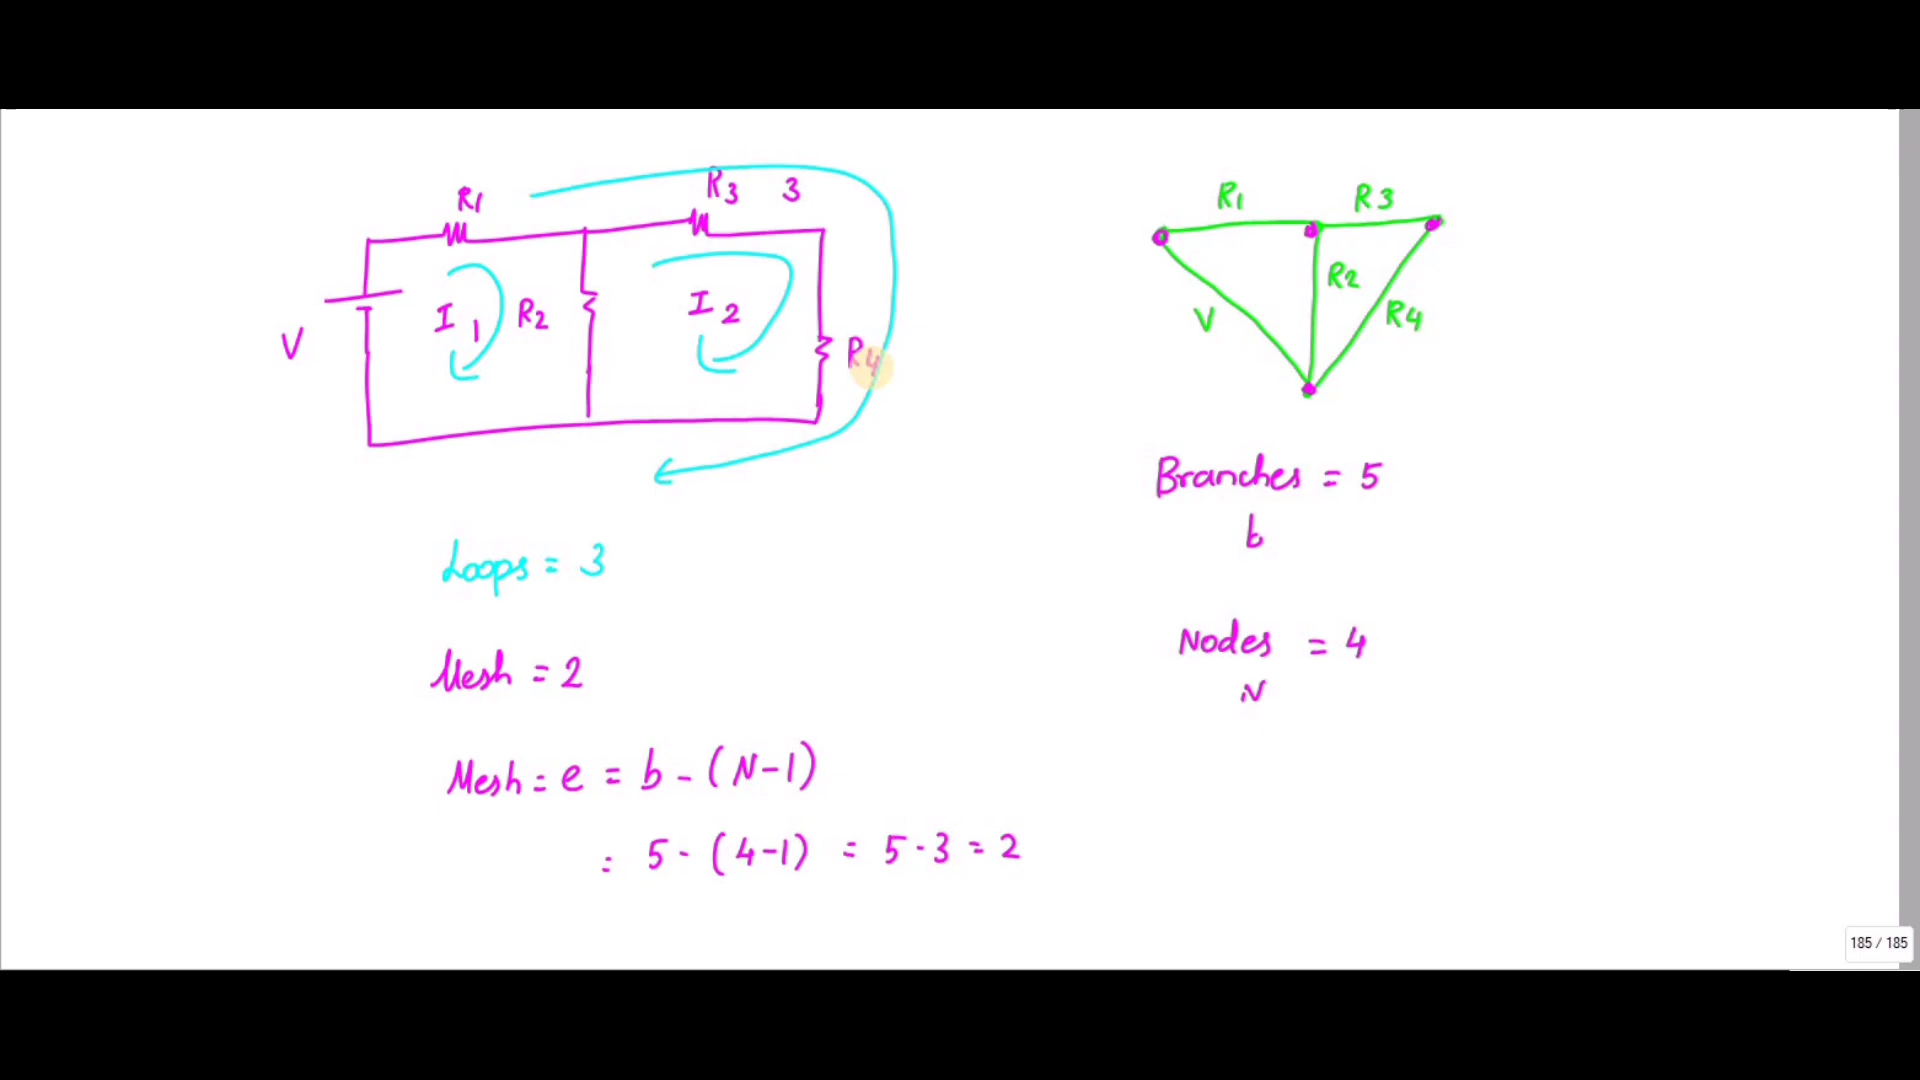 R1
R3 3
V
I1
R2
I2
R4
R1
R3
R2
V
R4
Branches = 5
b
Loops = 3
Nodes = 4
N
Mesh = 2
Mesh = e = b - (N-1)
= 5 - (4-1) = 5 - 3 = 2
185 / 185